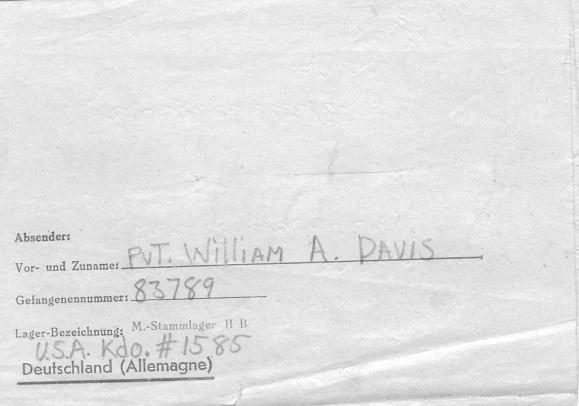 Absender:
Vor- und Zuname: PVT. WilliAM A. DAVIS
Gefangenennummer: 83789
Lager-Bezeichnung: M.-Stammlager II B
U.S.A. Kdo. #1585
Deutschland (Allemagne)